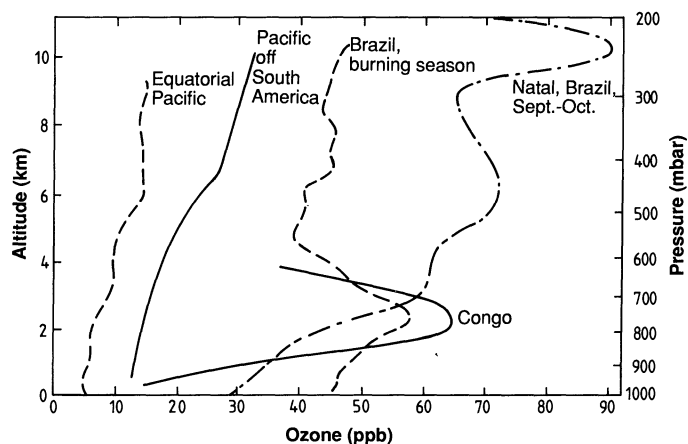 10
8
6
4
2
0
Altitude (km)
Equatorial
Pacific
Pacific
off
South
America
Brazil,
burning season
Natal, Brazil,
Sept.-Oct.
Congo
200
300
400
500
600
700
800
900
1000
Pressure (mbar)
0 10 20 30 40 50 60 70 80 90
Ozone (ppb)